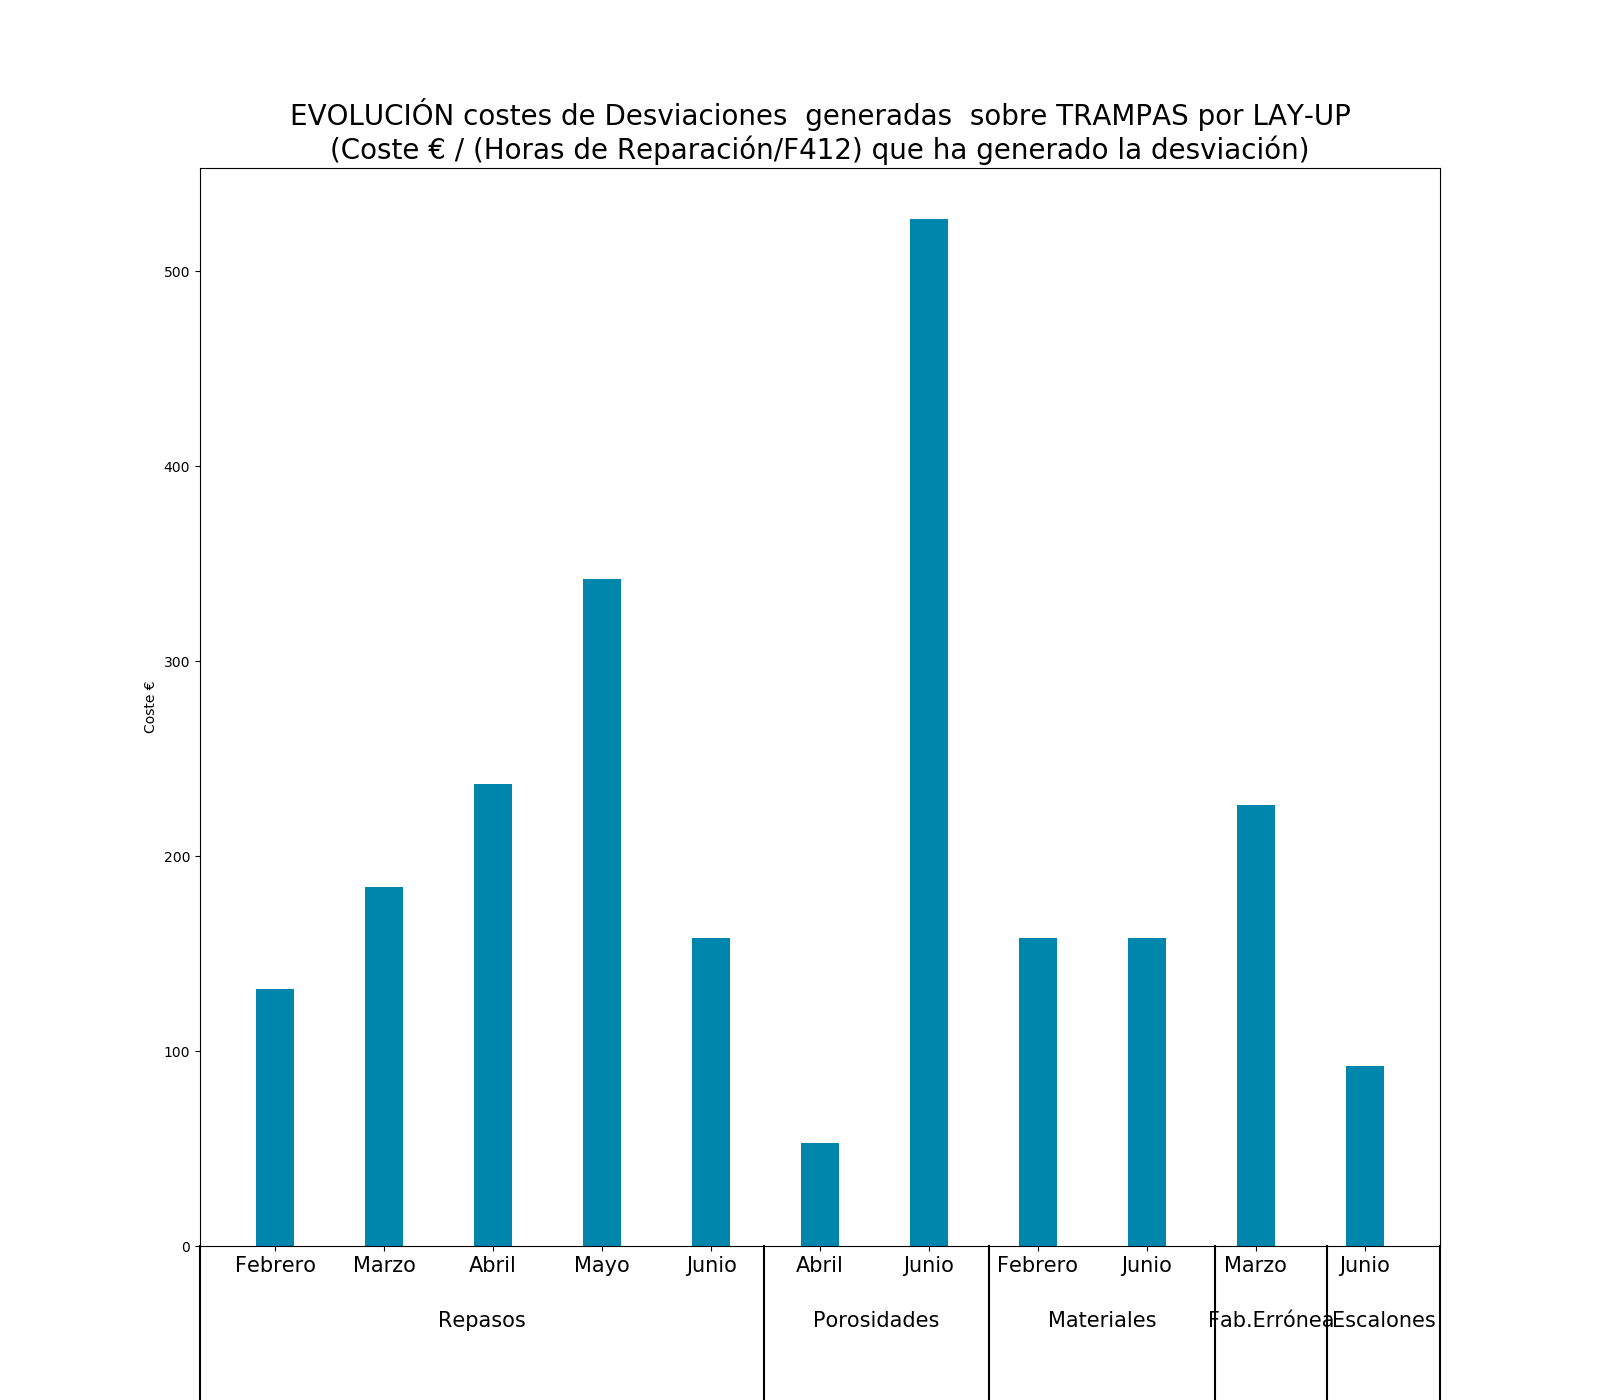 EVOLUCIÓN costes de Desviaciones  generadas  sobre TRAMPAS por LAY-UP
(Coste € / (Horas de Reparación/F412) que ha generado la desviación)
500
400
300
200
100
0
Coste €
Febrero Marzo Abril Mayo Junio Abril Junio Febrero Junio Marzo Junio
Repasos Porosidades Materiales Fab.Errónea Escalones